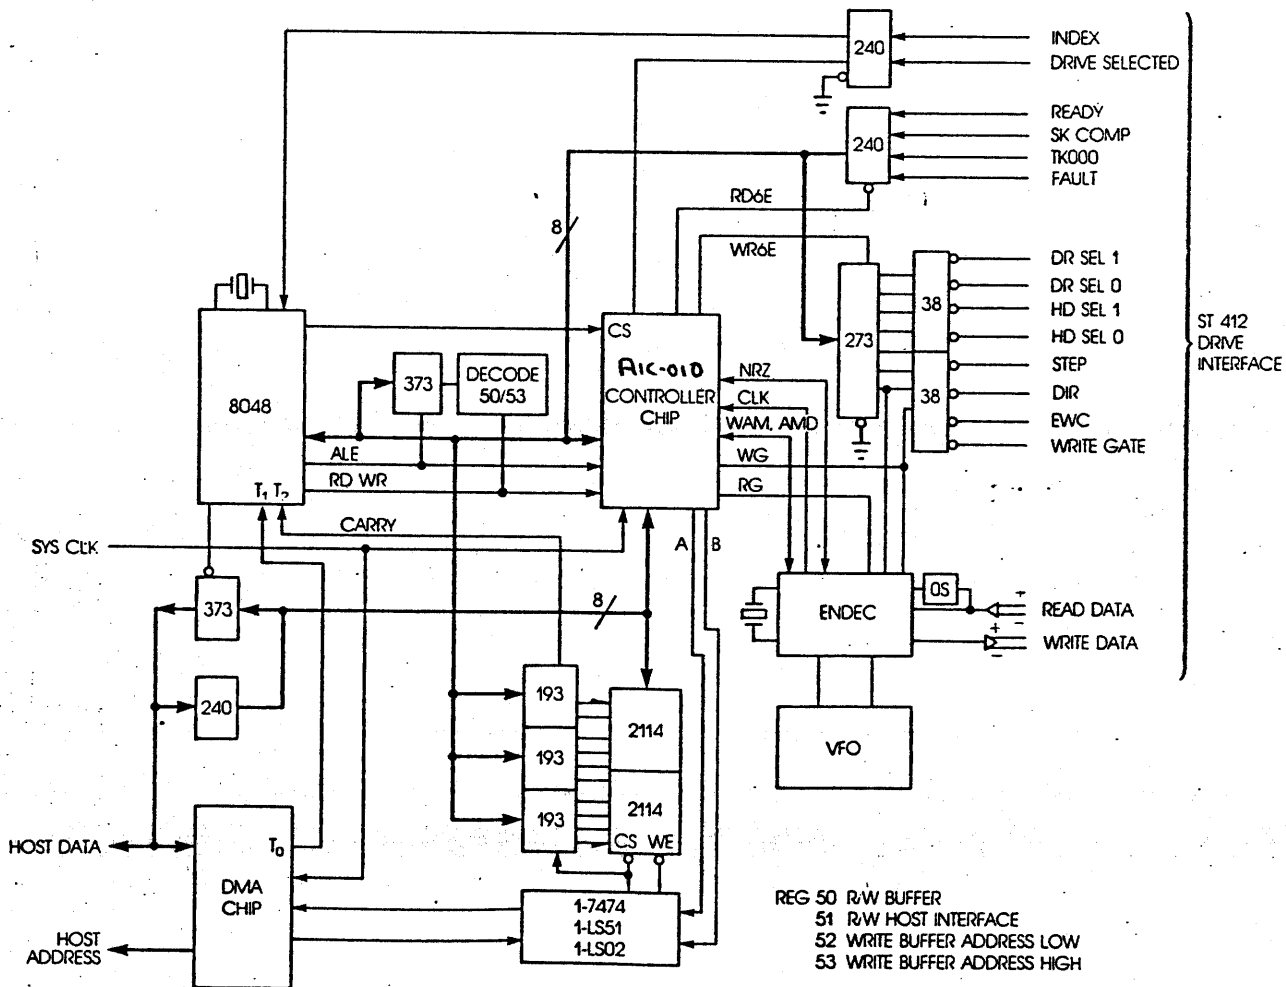 240
INDEX
DRIVE SELECTED
240
READY
SK COMP
TK000
FAULT
RD6E
WR6E
8
273
38
38
DR SEL 1
DR SEL 0
HD SEL 1
HD SEL 0
STEP
DIR
EWC
WRITE GATE
ST 412
DRIVE
INTERFACE
8048
T1 T2
373
DECODE
50/53
ALE
RD WR
CS
AIC-010
CONTROLLER
CHIP
NRZ
CLK
WAM, AMD
WG
RG
A
B
CARRY
SYS CLK
373
8
240
193
193
193
2114
2114
CS WE
ENDEC
OS
+
-
READ DATA
+
-
WRITE DATA
VFO
HOST DATA
T0
DMA
CHIP
HOST
ADDRESS
1-7474
1-LS51
1-LS02
REG 50 R/W BUFFER
51 R/W HOST INTERFACE
52 WRITE BUFFER ADDRESS LOW
53 WRITE BUFFER ADDRESS HIGH